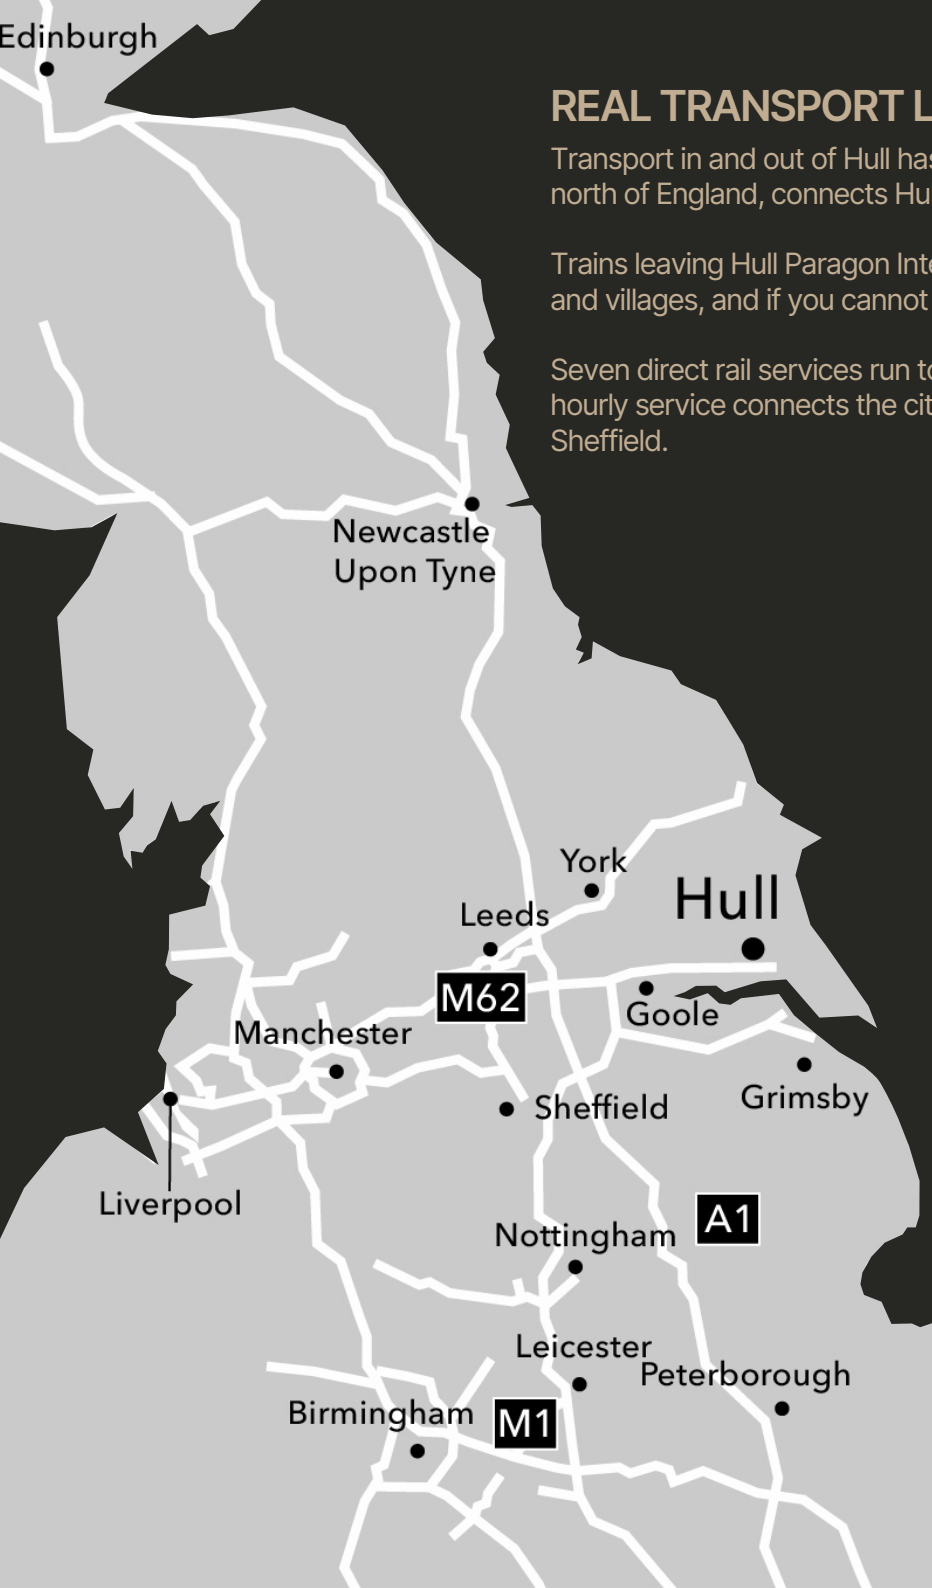 Edinburgh
REAL TRANSPORT L
Transport in and out of Hull has
north of England, connects Hu
Trains leaving Hull Paragon Inte
and villages, and if you cannot
Seven direct rail services run to
hourly service connects the cit
Sheffield.
Newcastle
Upon Tyne
York
Hull
Leeds
M62
Goole
Manchester
Grimsby
Sheffield
Liverpool
A1
Nottingham
Leicester
Peterborough
Birmingham
M1